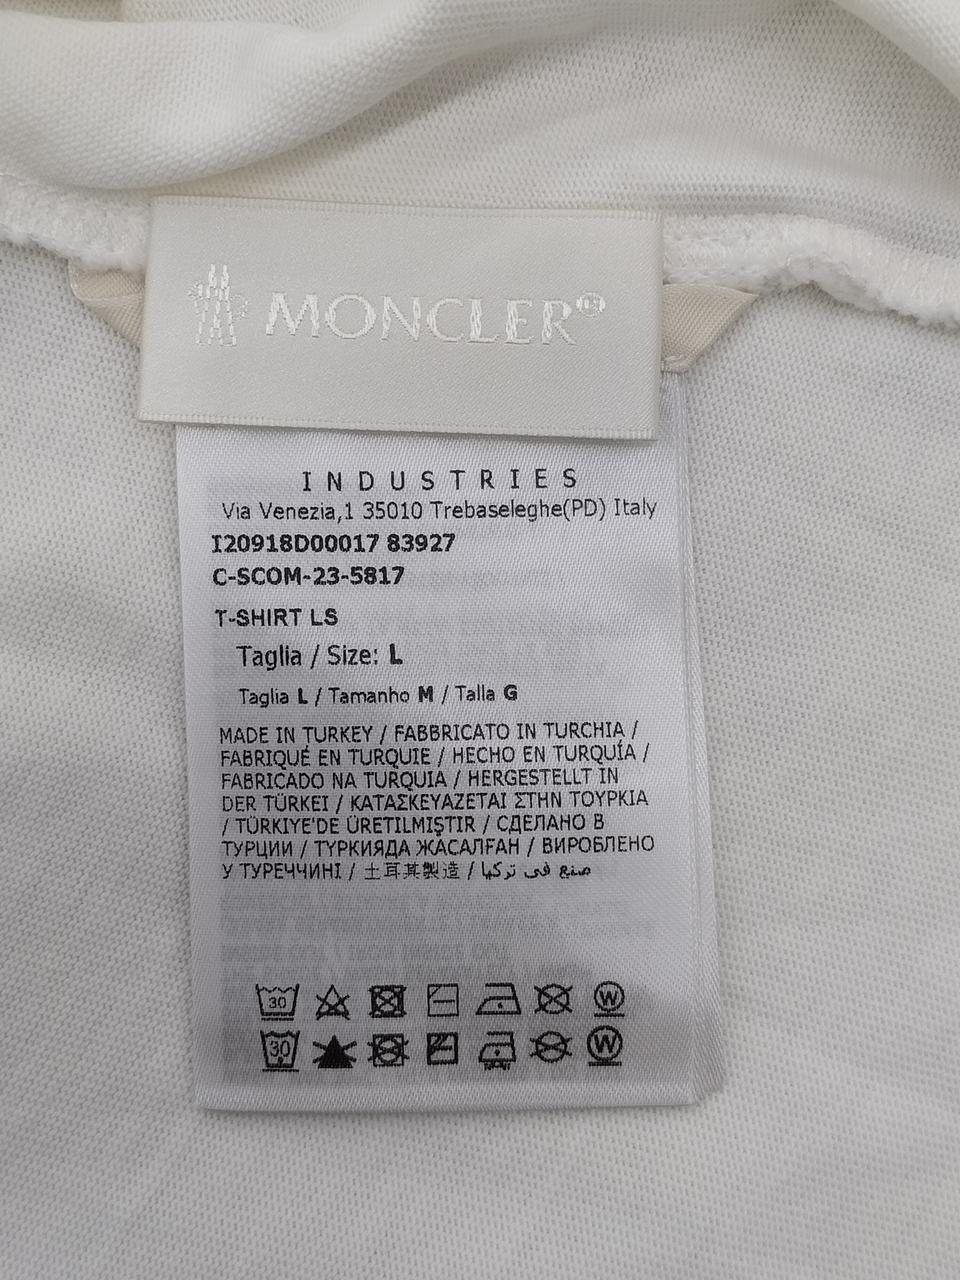 MONCLER
INDUSTRIES
Via Venezia,1 35010 Trebaseleghe(PD) Italy
I20918D00017 83927
C-SCOM-23-5817
T-SHIRT LS
Taglia / Size: L
Taglia L / Tamanho M / Talla G
MADE IN TURKEY / FABBRICATO IN TURCHIA /
FABRIQUÉ EN TURQUIE / HECHO EN TURQUÍA /
FABRICADO NA TURQUIA / HERGESTELLT IN
DER TÜRKEI / ΚΑΤΑΣΚΕΥΑΖΕΤΑΙ ΣΤΗΝ ΤΟΥΡΚΙΑ
/ TÜRKIYE'DE ÜRETILMIŞTIR / СДЕЛАНО В
ТУРЦИИ / ТҮРКИЯДА ЖАСАЛҒАН / ВИРОБЛЕНО
У ТУРЕЧЧИНІ / 土耳其製造 / صنع في تركيا
30 W
30 W